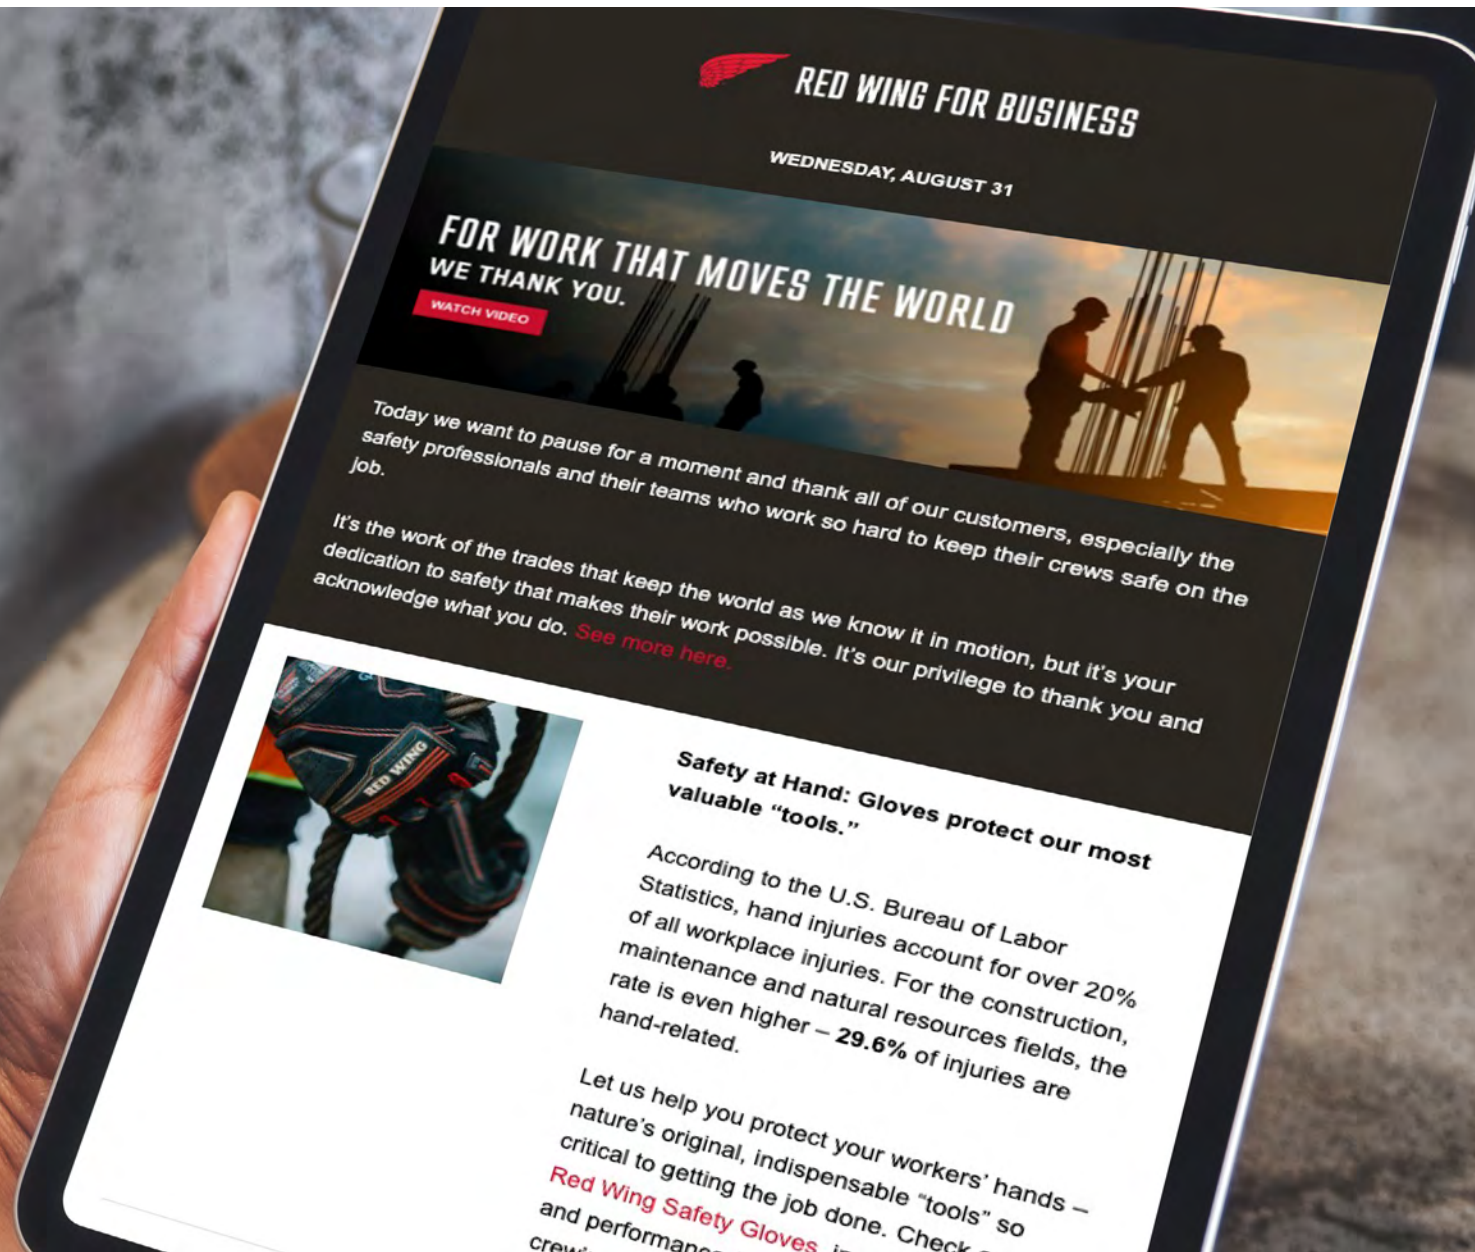 RED WING FOR BUSINESS
WEDNESDAY, AUGUST 31
FOR WORK THAT MOVES THE WORLD
WE THANK YOU.
WATCH VIDEO
Today we want to pause for a moment and thank all of our customers, especially the
safety professionals and their teams who work so hard to keep their crews safe on the
job.
It's the work of the trades that keep the world as we know it in motion, but it's your
dedication to safety that makes their work possible. It's our privilege to thank you and
acknowledge what you do. See more here.
RED WING
Safety at Hand: Gloves protect our most
valuable “tools.”
According to the U.S. Bureau of Labor
Statistics, hand injuries account for over 20%
of all workplace injuries. For the construction,
maintenance and natural resources fields, the
rate is even higher – 29.6% of injuries are
hand-related.
Let us help you protect your workers' hands –
nature's original, indispensable “tools” so
critical to getting the job done. Check
Red Wing Safety Gloves
and performance